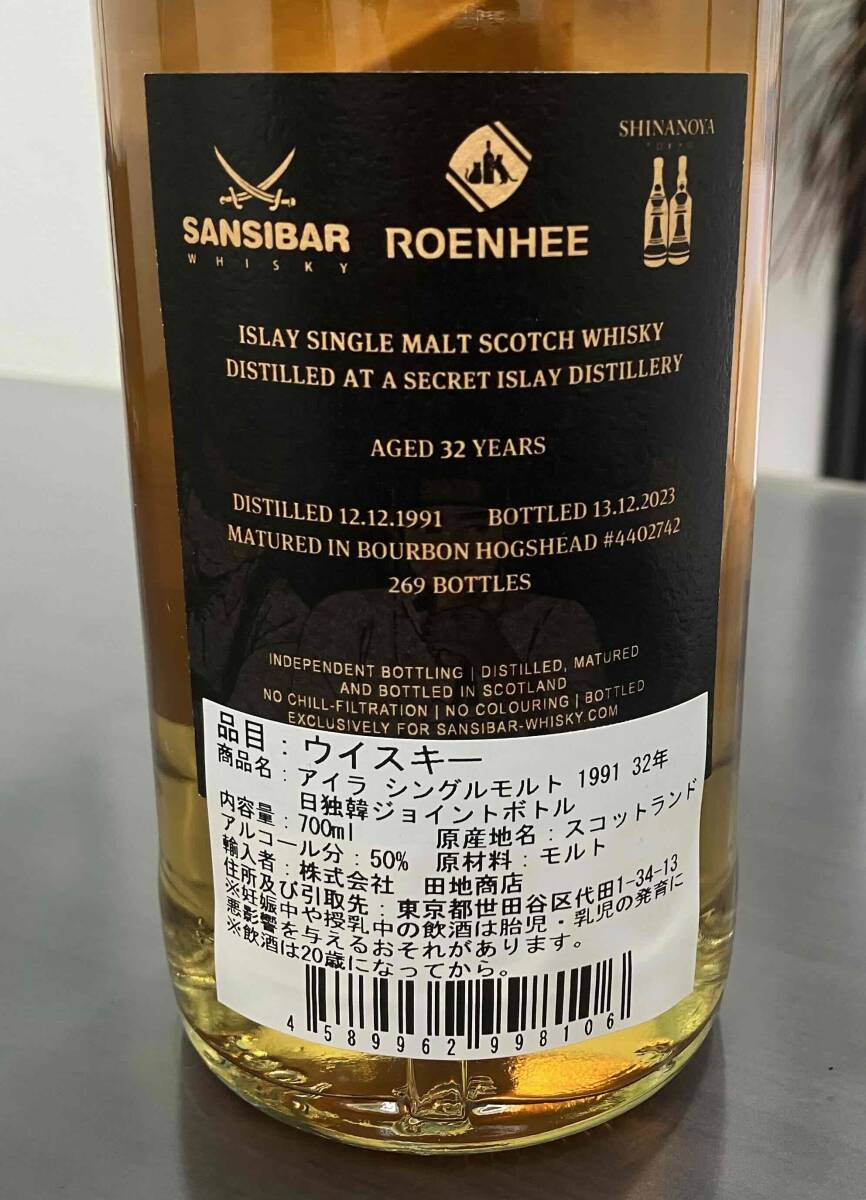 SANSIBAR
WHISKY
ROENHEE
SHINANOYA
TOKYO
ISLAY SINGLE MALT SCOTCH WHISKY
DISTILLED AT A SECRET ISLAY DISTILLERY
AGED 32 YEARS
DISTILLED 12.12.1991 BOTTLED 13.12.2023
MATURED IN BOURBON HOGSHEAD #4402742
269 BOTTLES
INDEPENDENT BOTTLING | DISTILLED, MATURED
AND BOTTLED IN SCOTLAND
NO CHILL-FILTRATION | NO COLOURING | BOTTLED
EXCLUSIVELY FOR SANSIBAR-WHISKY.COM
品目：ウイスキー
商品名：アイラ シングルモルト 1991 32年
日独韓ジョイントボトル
内容量：700ml 原産地名：スコットランド
アルコール分：50% 原材料：モルト
輸入者：株式会社 田地商店
住所及び引取先：東京都世田谷区代田1-34-13
※妊娠中や授乳中の飲酒は胎児・乳児の発育に
悪影響を与えるおそれがあります。
※飲酒は20歳になってから。
4589962998106